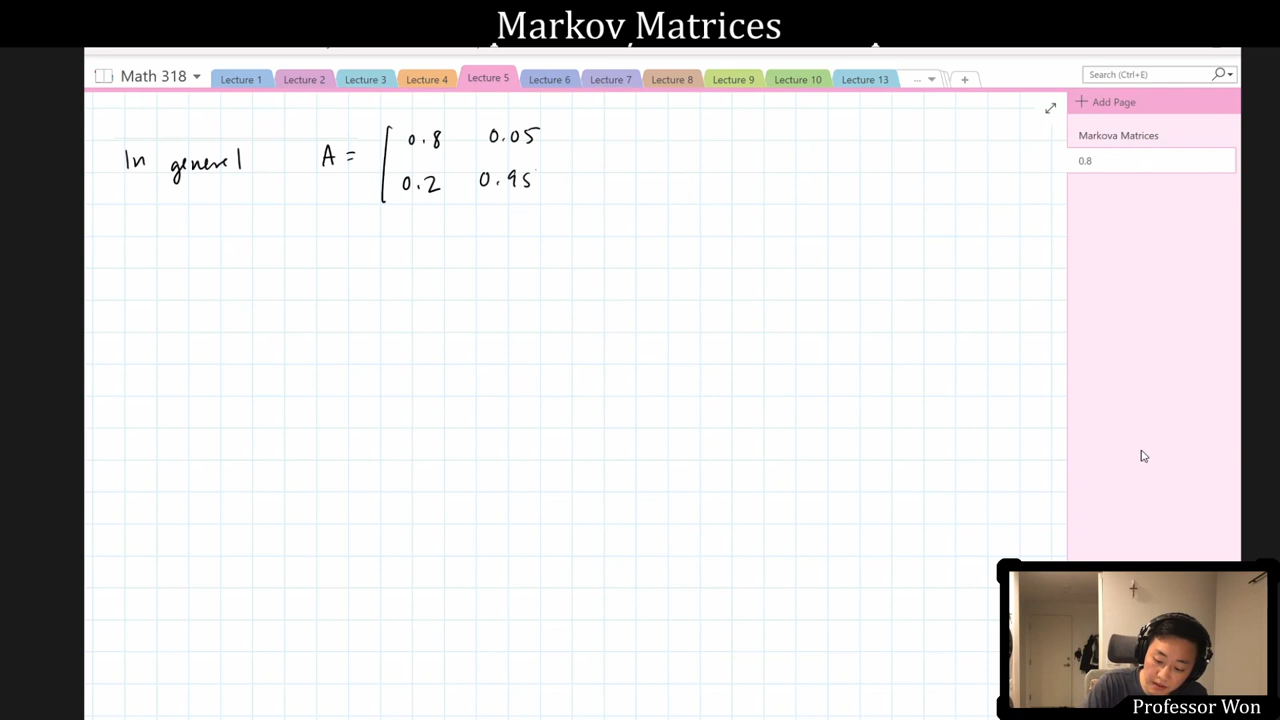 Markov Matrices
Math 318
Lecture 1
Lecture 2
Lecture 3
Lecture 4
Lecture 5
Lecture 6
Lecture 7
Lecture 8
Lecture 9
Lecture 10
Lecture 13
...
+
Search (Ctrl+E)
+ Add Page
Markova Matrices
0.8
In general A = [ 0.8 0.05
0.2 0.95
Professor Won